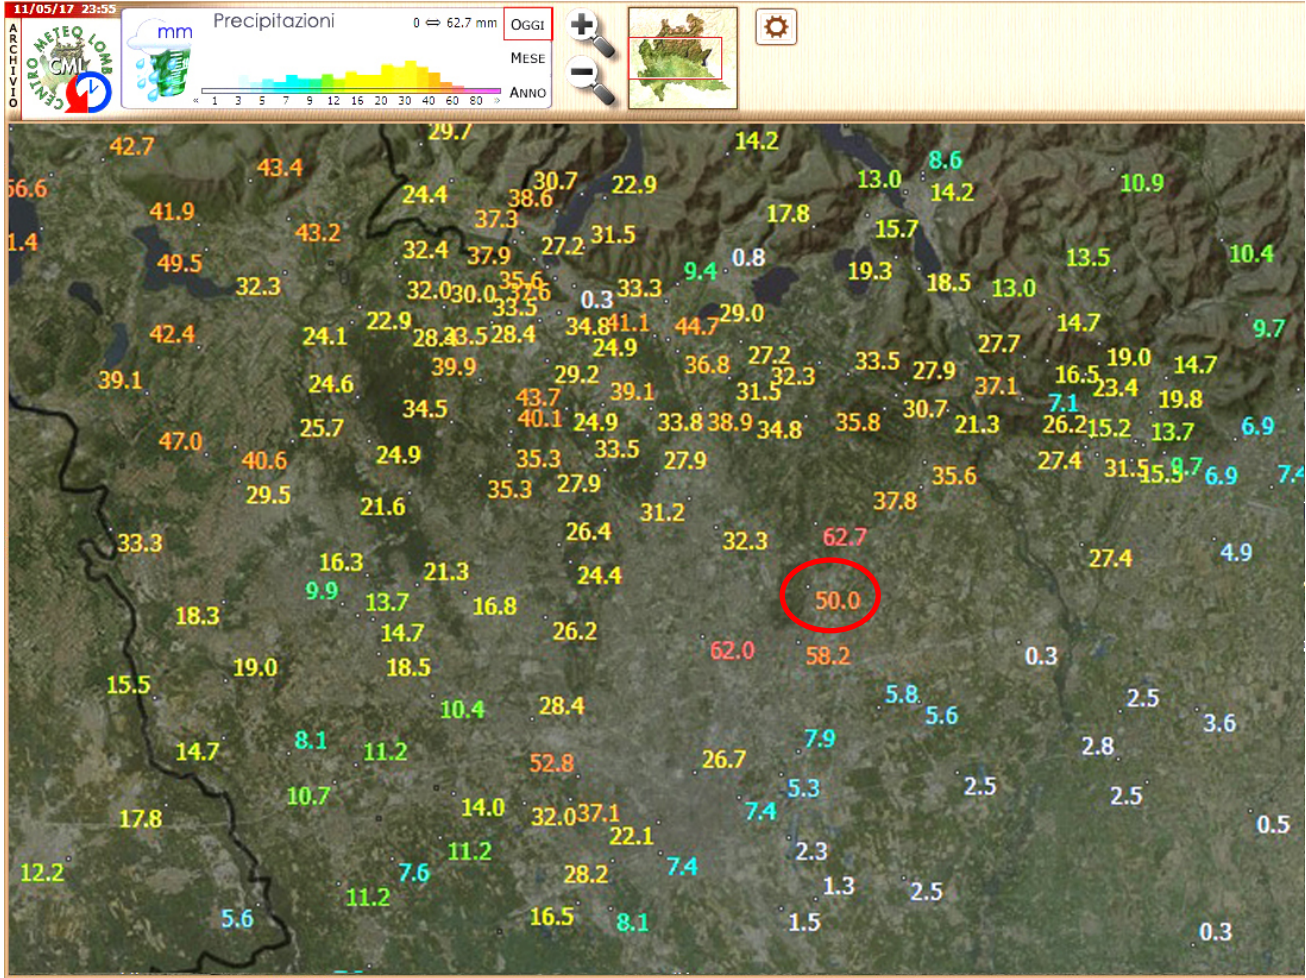 11/05/17 23:55
ARCHIVIO
CENTRO METEO LOMB
CML
mm
Precipitazioni
0 ⇔ 62.7 mm
OGGI
MESE
ANNO
« 1 3 5 7 9 12 16 20 30 40 60 80 »
29.7
42.7 14.2
43.4 8.6
56.6 24.4 38.6 30.7 22.9 13.0 14.2 10.9
41.9 37.3 17.8
43.2 31.5 15.7
1.4 32.4 37.9 27.2 13.5 10.4
49.5 9.4 0.8 19.3
32.3 32.0 30.0 35.6 37.6 0.3 33.3 18.5 13.0
22.9 33.5 34.8 41.1 44.7 29.0 14.7 9.7
42.4 24.1 28.4 28.4 24.9 27.7
39.9 36.8 27.2 33.5 19.0 14.7
39.1 24.6 29.2 32.3 27.9 37.1 16.5 23.4
43.7 39.1 31.5 7.1 19.8
34.5 40.1 24.9 33.8 38.9 34.8 35.8 30.7 21.3 26.2 15.2 13.7 6.9
47.0 25.7 33.5
40.6 24.9 35.3 27.9 27.4 31.5 15.5 6.9 7.4
29.5 35.3 27.9 35.6
21.6 31.2 37.8
33.3 26.4 32.3 62.7 27.4 4.9
16.3 21.3 24.4
9.9 13.7 16.8 50.0
18.3 14.7 26.2
19.0 18.5 62.0 58.2 0.3
15.5 10.4 28.4 5.8 5.6 2.5 3.6
14.7 8.1 11.2 7.9 2.8
52.8 26.7
10.7 14.0 5.3 2.5 2.5
17.8 32.0 37.1 7.4 0.5
22.1
12.2 11.2 7.4 2.3
7.6 28.2 1.3 2.5
5.6 11.2 16.5 8.1 1.5 0.3